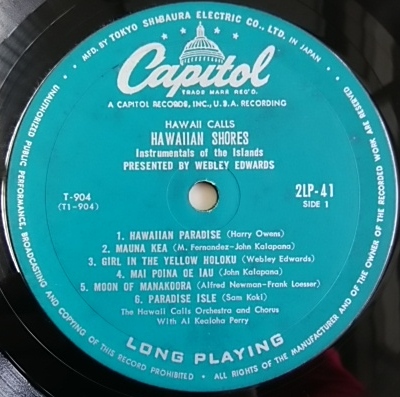 • MFD. BY TOKYO SHIBAURA ELECTRIC CO., LTD. IN JAPAN •
Capitol
TRADE MARK REG'D.
A CAPITOL RECORDS, INC., U.S.A. RECORDING
HAWAII CALLS
HAWAIIAN SHORES
Instrumentals of the Islands
PRESENTED BY WEBLEY EDWARDS
T-904
(T1-904)
2LP-41
SIDE 1
1. HAWAIIAN PARADISE (Harry Owens)
2. MAUNA KEA (M. Fernandez-John Kalapana)
3. GIRL IN THE YELLOW HOLOKU (Webley Edwards)
4. MAI POINA OE IAU (John Kalapana)
5. MOON OF MANAKOORA (Alfred Newman-Frank Loesser)
6. PARADISE ISLE (Sam Koki)
The Hawaii Calls Orchestra and Chorus
With Al Kealoha Perry
LONG PLAYING
UNAUTHORIZED PUBLIC PERFORMANCE, BROADCASTING AND COPYING OF THIS RECORD PROHIBITED • ALL RIGHTS OF THE MANUFACTURER AND OF THE OWNER OF THE RECORDED WORK ARE RESERVED